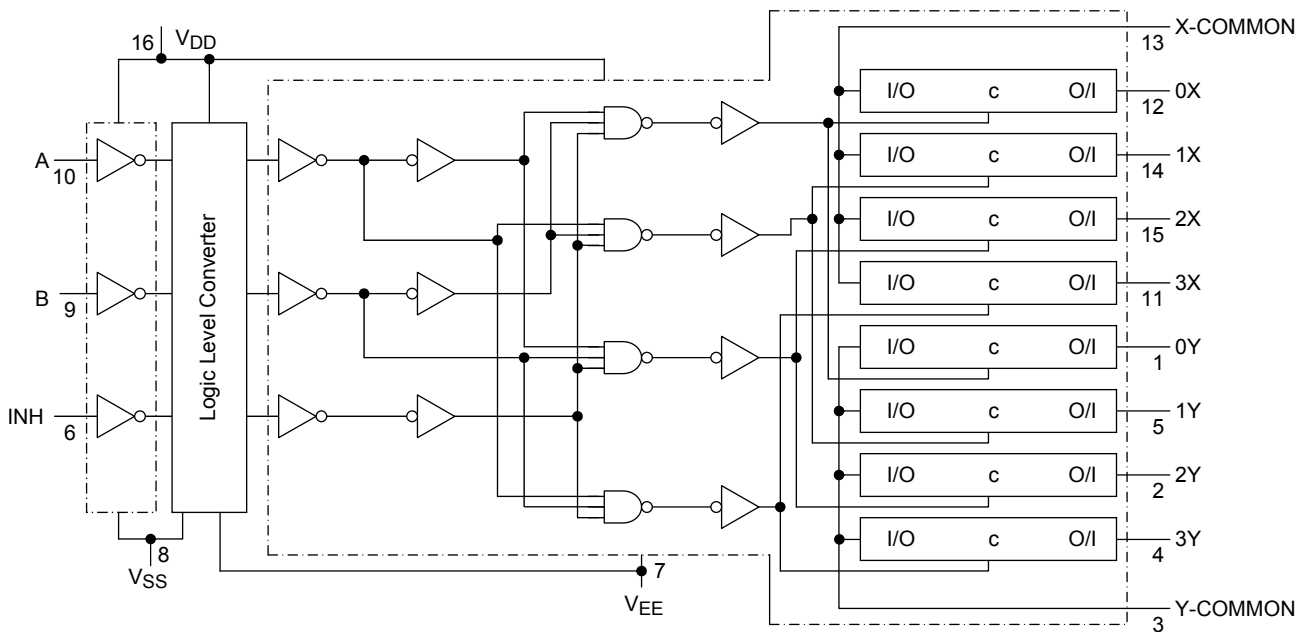 16 VDD
X-COMMON
13
I/O c O/I 0X
12
A
10
I/O c O/I 1X
14
I/O c O/I 2X
15
B
9
Logic Level Converter
I/O c O/I 3X
11
I/O c O/I 0Y
1
INH
6
I/O c O/I 1Y
5
I/O c O/I 2Y
2
I/O c O/I 3Y
4
8
VSS
7
VEE
Y-COMMON
3